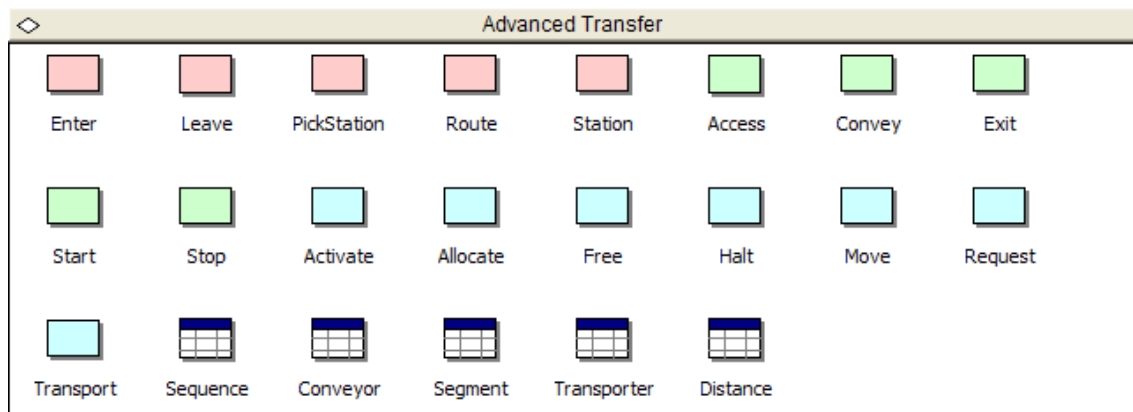 Advanced Transfer
Enter Leave PickStation Route Station Access Convey Exit
Start Stop Activate Allocate Free Halt Move Request
Transport Sequence Conveyor Segment Transporter Distance